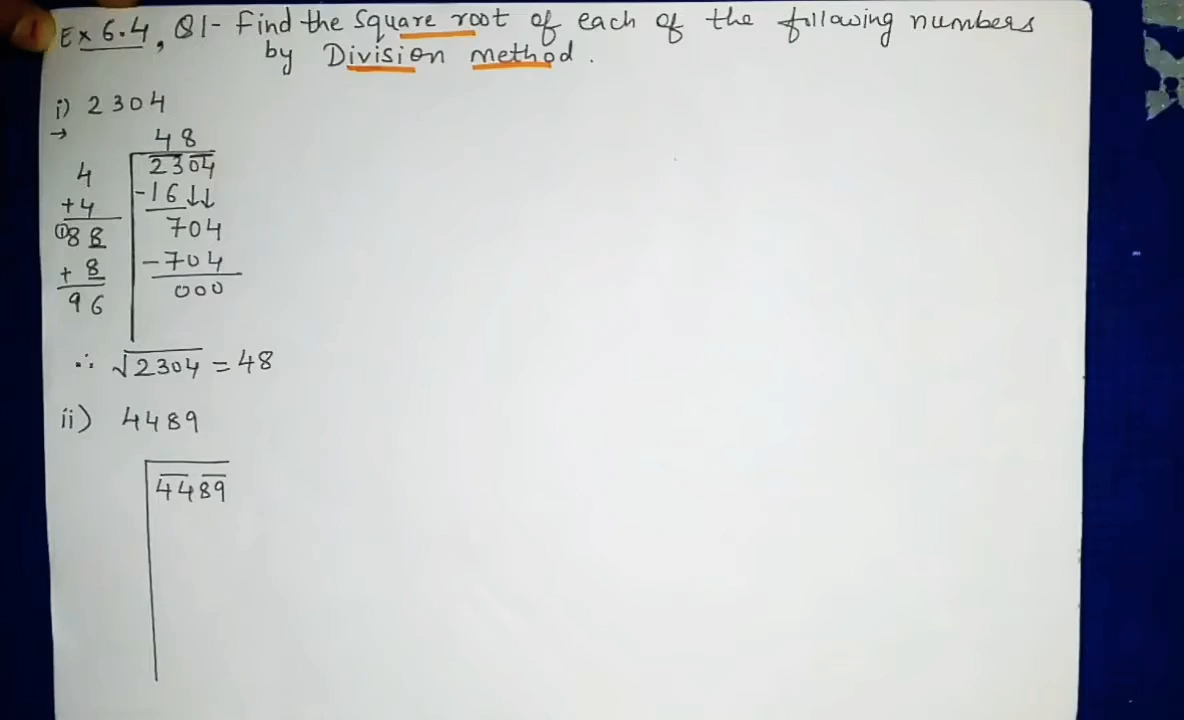 Ex 6.4, Q1- Find the square root of each of the following numbers
by Division method.
i) 2304
→
48
4 2304
+4 -16↓↓
①88 704
+8 -704
96 000
∴ √2304 = 48
ii) 4489
4489